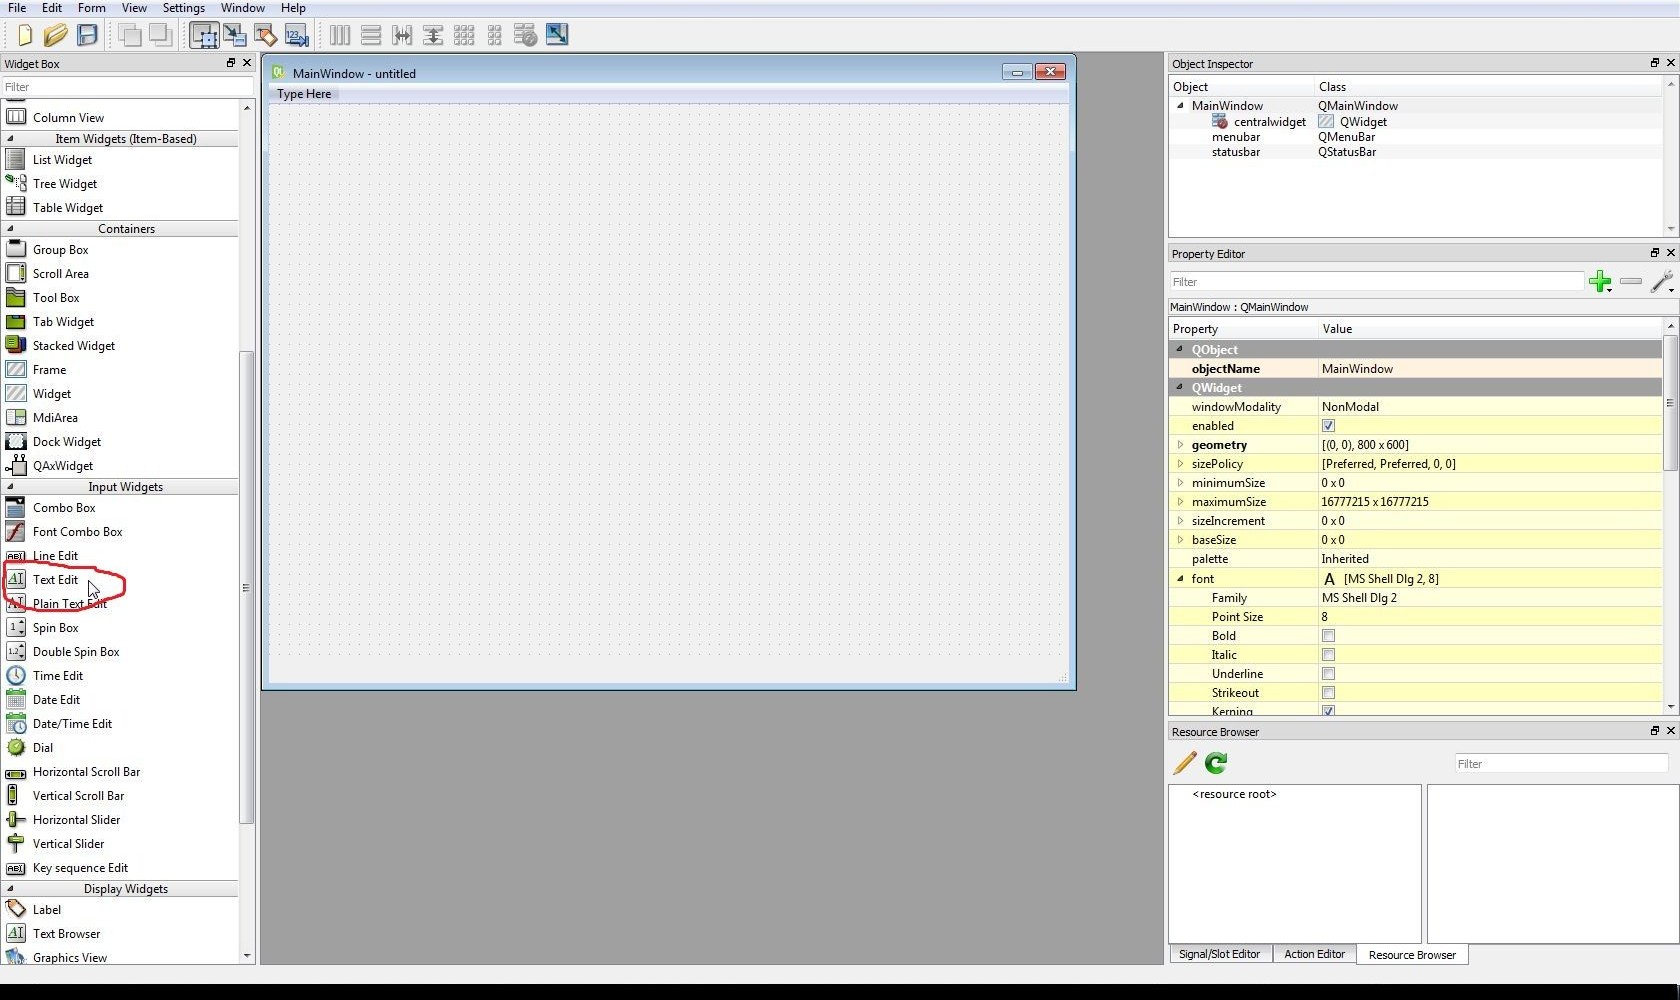 File Edit Form View Settings Window Help
Widget Box
Filter
Column View
Item Widgets (Item-Based)
List Widget
Tree Widget
Table Widget
Containers
Group Box
Scroll Area
Tool Box
Tab Widget
Stacked Widget
Frame
Widget
MdiArea
Dock Widget
QAxWidget
Input Widgets
Combo Box
Font Combo Box
Line Edit
Text Edit
Plain Text Edit
Spin Box
Double Spin Box
Time Edit
Date Edit
Date/Time Edit
Dial
Horizontal Scroll Bar
Vertical Scroll Bar
Horizontal Slider
Vertical Slider
Key sequence Edit
Display Widgets
Label
Text Browser
Graphics View
MainWindow - untitled
Type Here
Object Inspector
Object Class
MainWindow QMainWindow
centralwidget QWidget
menubar QMenuBar
statusbar QStatusBar
Property Editor
Filter
MainWindow : QMainWindow
Property Value
QObject
objectName MainWindow
QWidget
windowModality NonModal
enabled
geometry [(0, 0), 800 x 600]
sizePolicy [Preferred, Preferred, 0, 0]
minimumSize 0 x 0
maximumSize 16777215 x 16777215
sizeIncrement 0 x 0
baseSize 0 x 0
palette Inherited
font A [MS Shell Dlg 2, 8]
Family MS Shell Dlg 2
Point Size 8
Bold
Italic
Underline
Strikeout
Kerning
Resource Browser
Filter
<resource root>
Signal/Slot Editor Action Editor Resource Browser